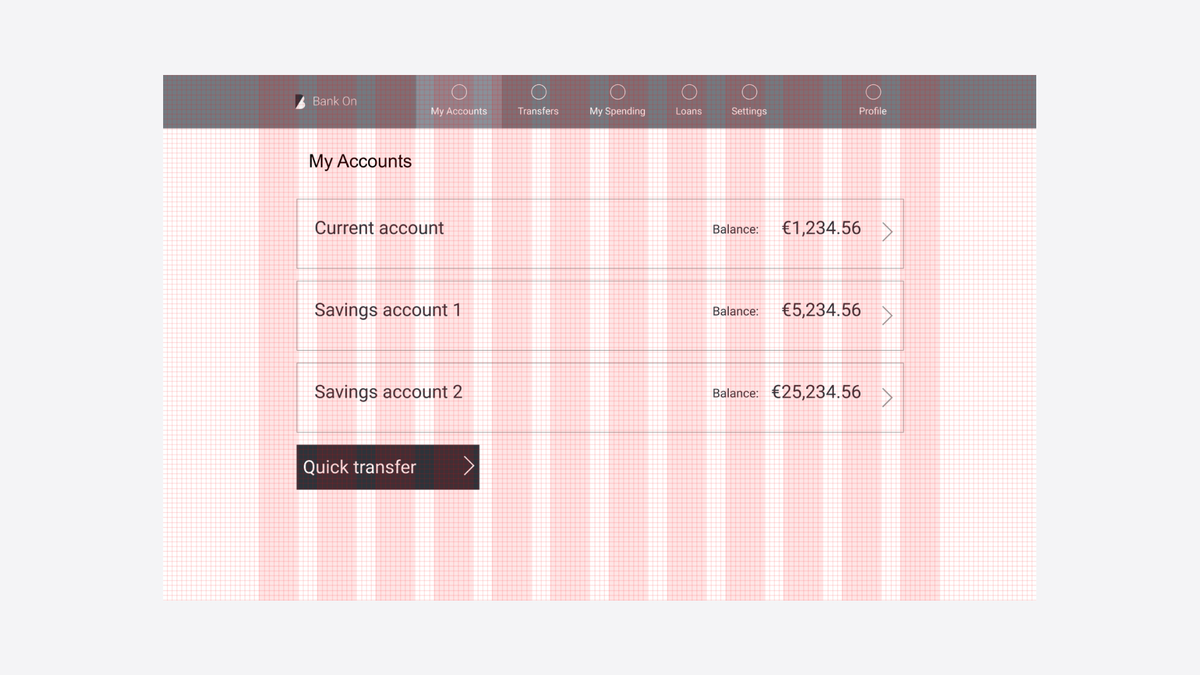 Bank On
My Accounts
Transfers
My Spending
Loans
Settings
Profile
My Accounts
Current account Balance: €1,234.56
Savings account 1 Balance: €5,234.56
Savings account 2 Balance: €25,234.56
Quick transfer